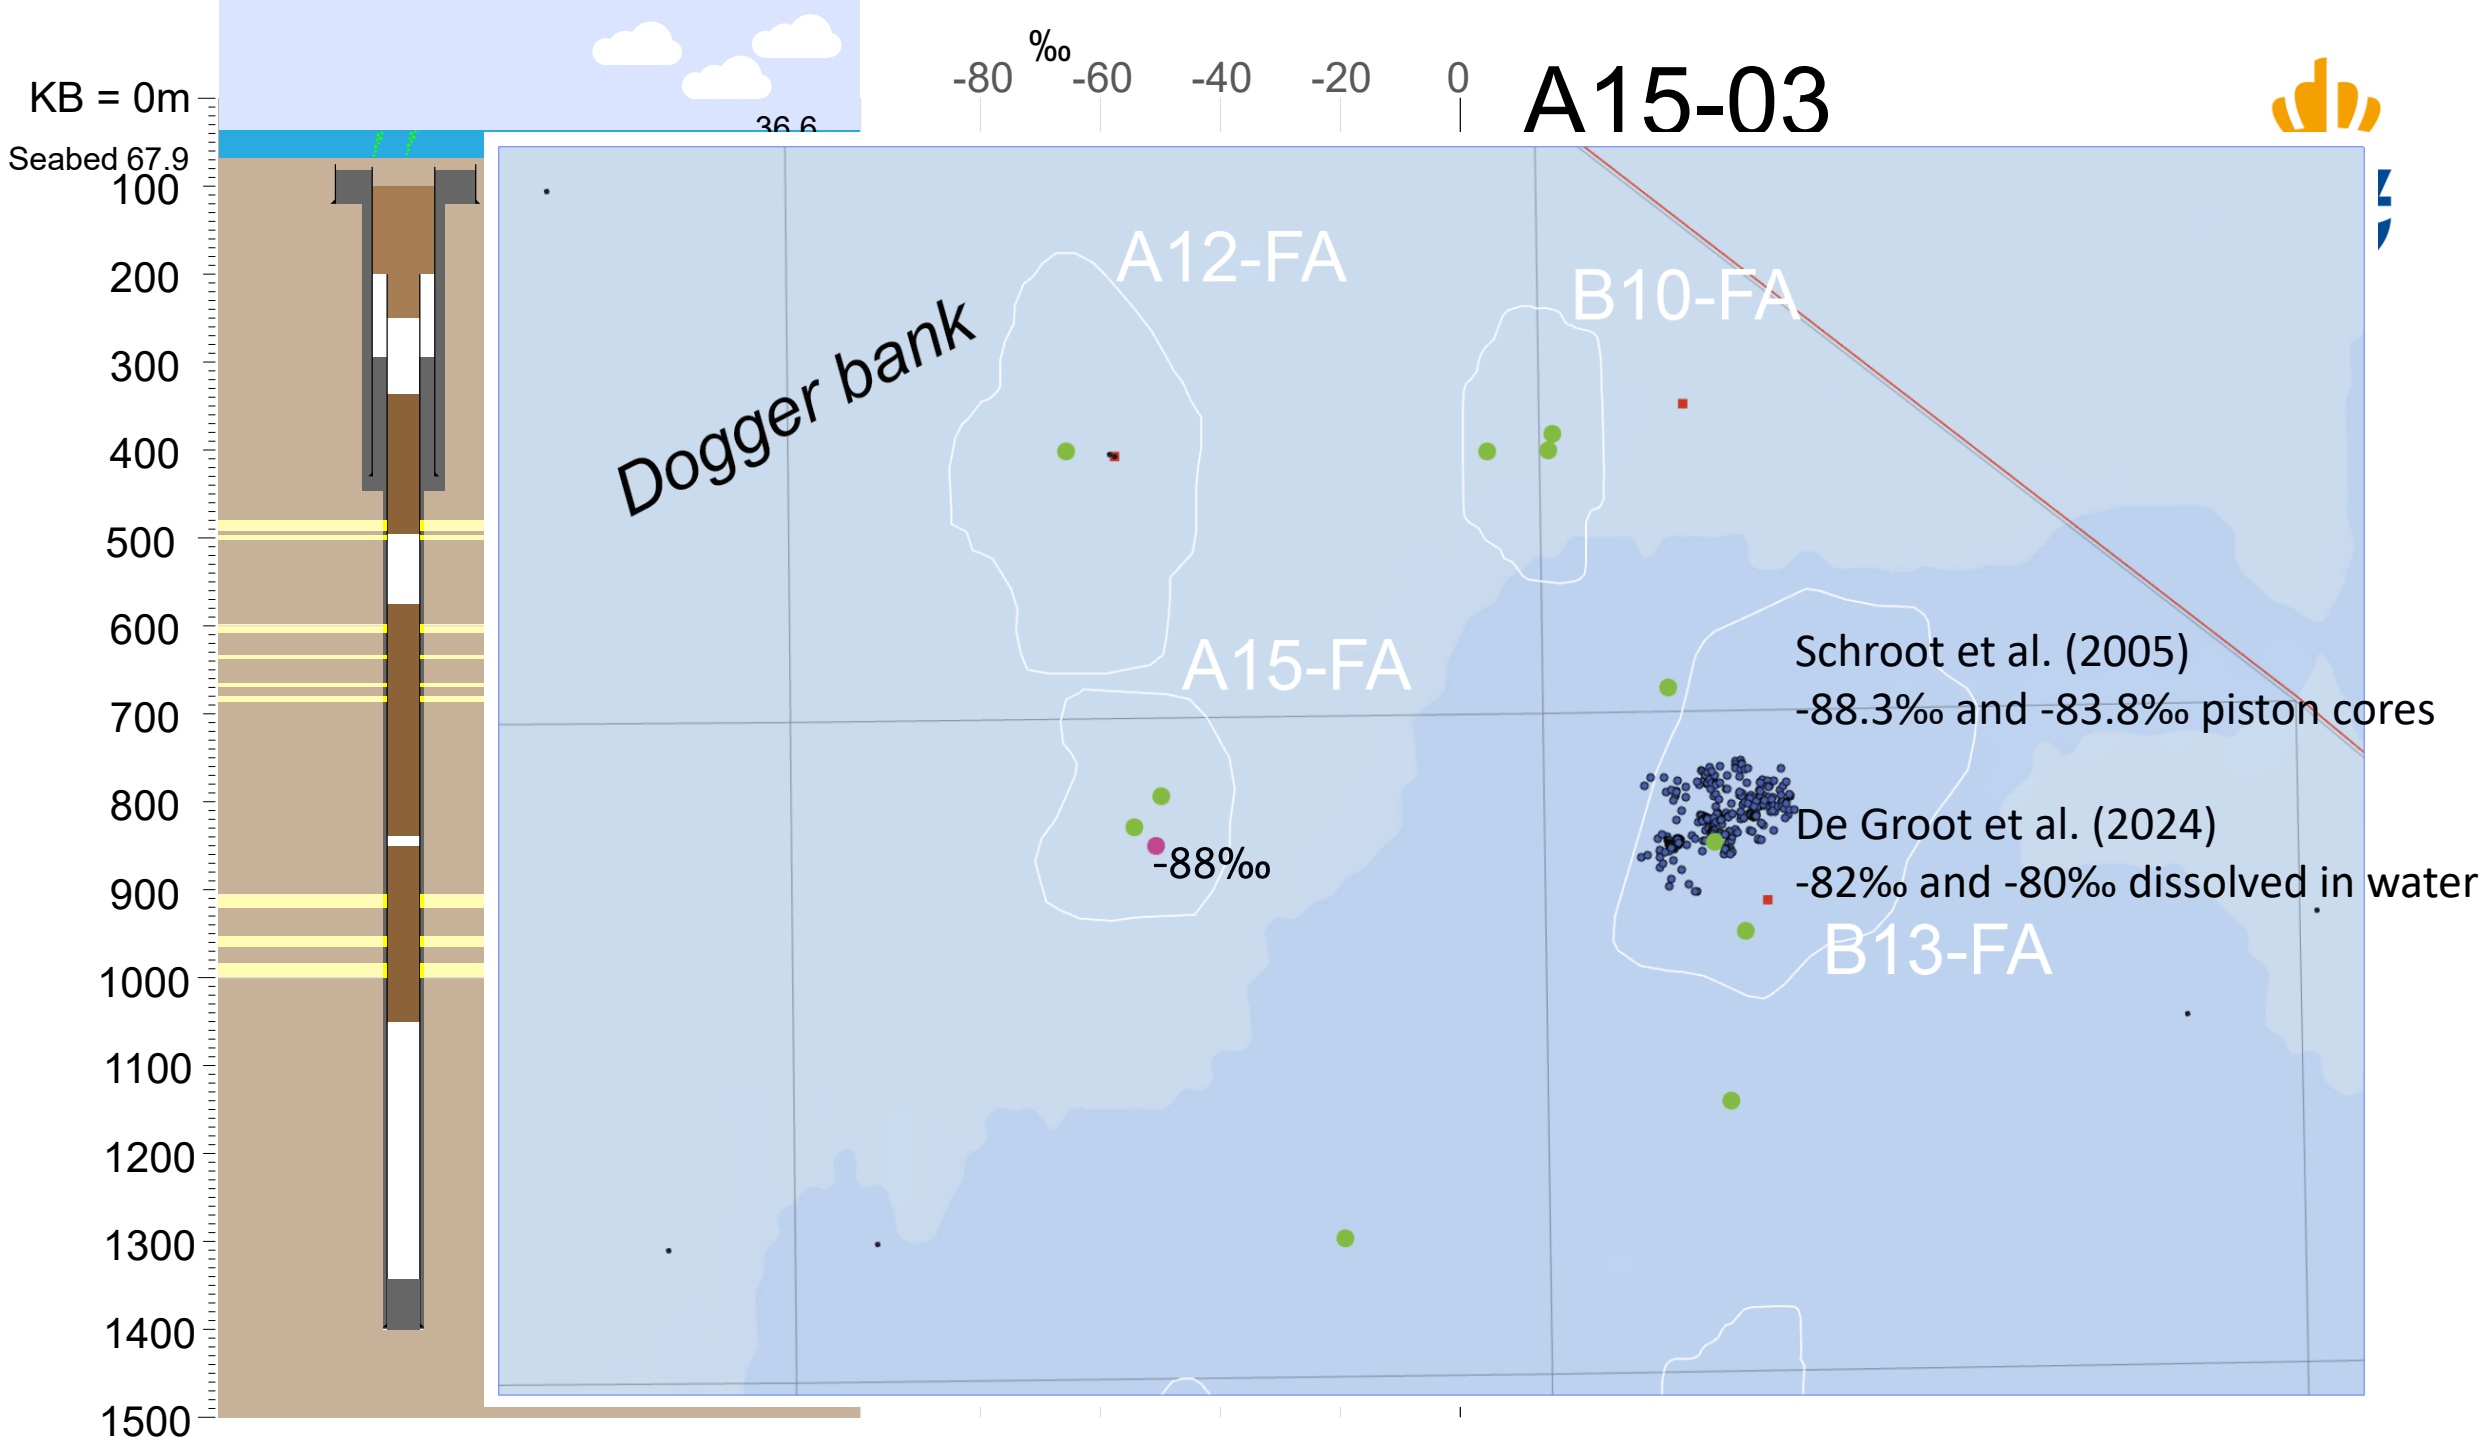 ‰
-80 -60 -40 -20 0
A15-03
KB = 0m
36.6
Seabed 67.9
100
200
300
400
500
600
700
800
900
1000
1100
1200
1300
1400
1500
A12-FA
B10-FA
Dogger bank
A15-FA
-88‰
Schroot et al. (2005)
-88.3‰ and -83.8‰ piston cores
De Groot et al. (2024)
-82‰ and -80‰ dissolved in water
B13-FA